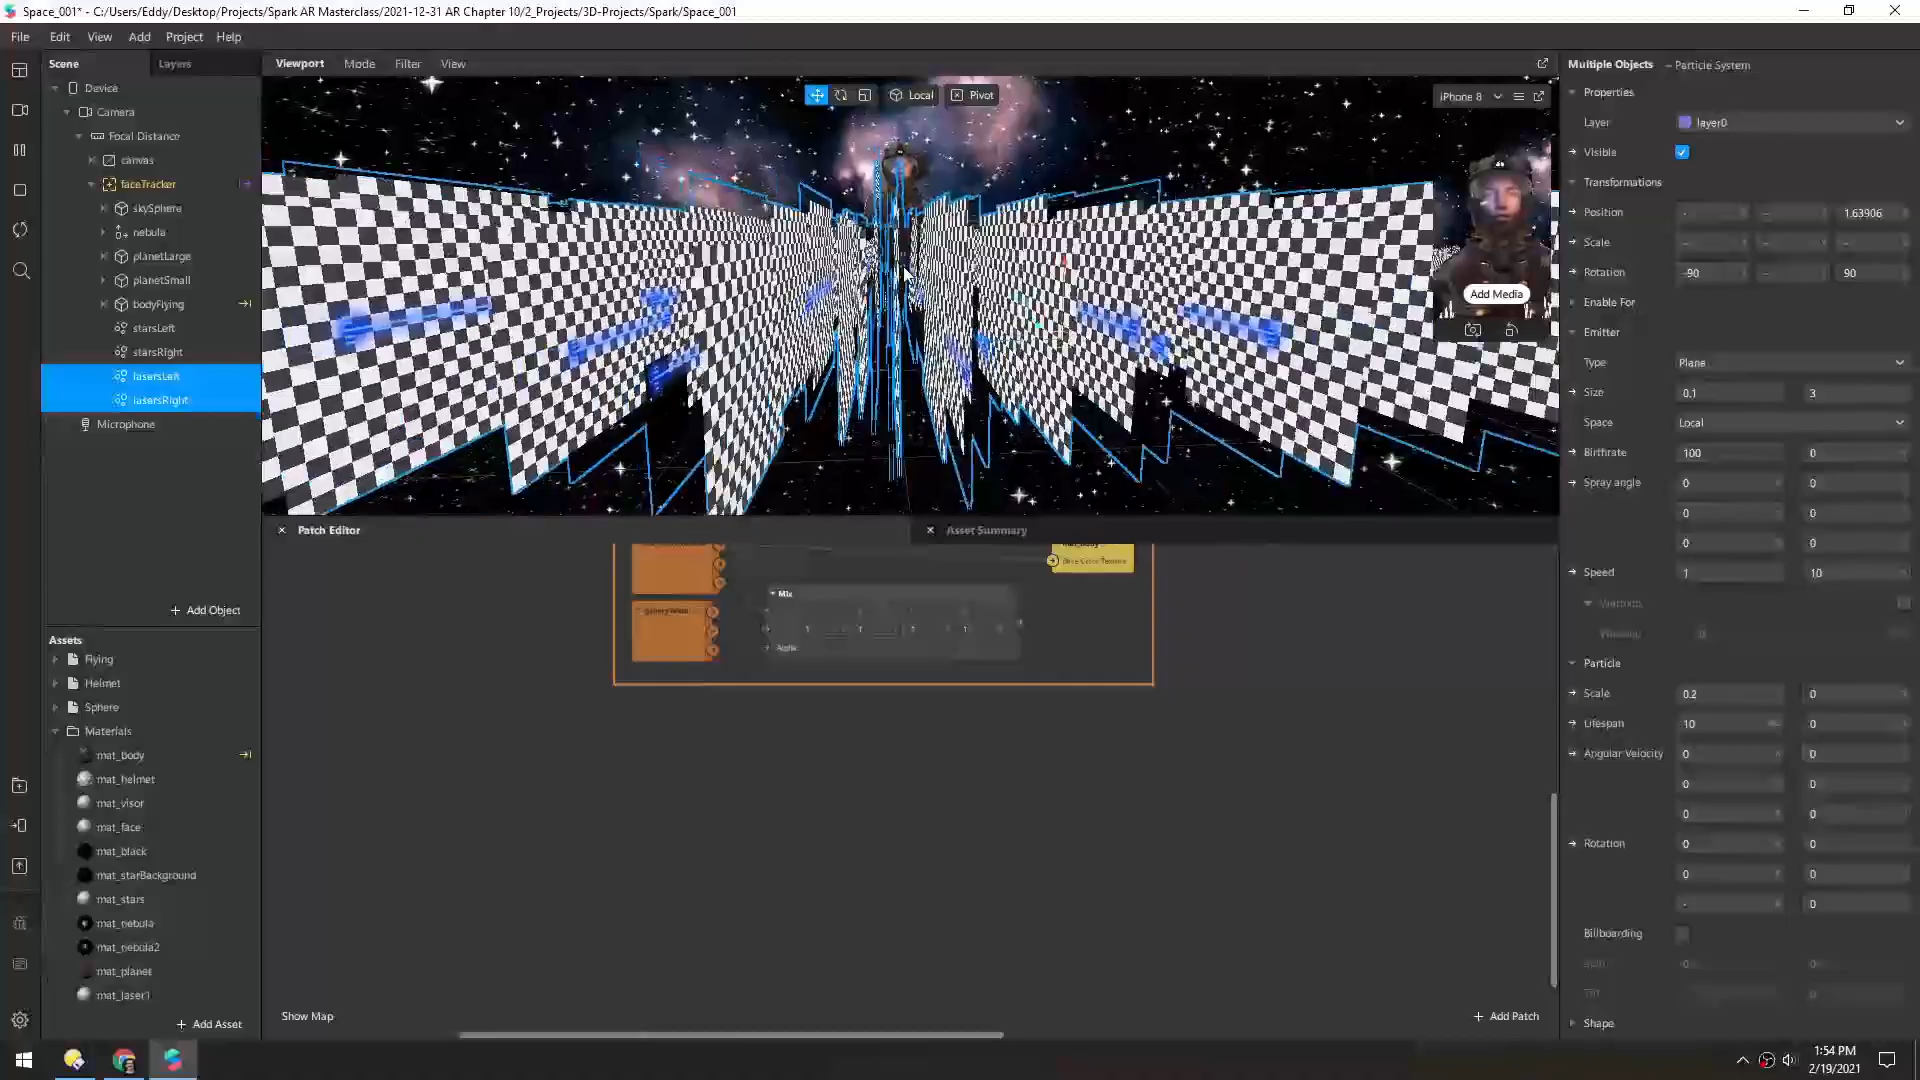 Space_001* - C:/Users/Eddy/Desktop/Projects/Spark AR Masterclass/2021-12-31 AR Chapter 10/2_Projects/3D-Projects/Spark/Space_001
File Edit View Add Project Help
Scene Layers
Device
Camera
Focal Distance
canvas
faceTracker
skySphere
nebula
planetLarge
planetSmall
bodyFlying
starsLeft
starsRight
lasersLeft
lasersRight
Microphone
+ Add Object
Assets
Flying
Helmet
Sphere
Materials
mat_body
mat_helmet
mat_visor
mat_face
mat_black
mat_starBackground
mat_stars
mat_nebula
mat_nebula2
mat_planet
mat_laser1
+ Add Asset
Viewport Mode Filter View
Local Pivot
iPhone 8
Add Media
Patch Editor
Asset Summary
Mix
Alpha
Show Map
+ Add Patch
Multiple Objects - Particle System
Properties
Layer layer0
Visible
Transformations
Position - - 1.63906
Scale - - -
Rotation -90 - 90
Enable For
Emitter
Type Plane
Size 0.1 3
Space Local
Birthrate 100 0
Spray angle 0 0
0 0
0 0
Speed 1 10
Particle
Scale 0.2 0
Lifespan 10 0
Angular Velocity 0 0
0 0
0 0
Rotation 0 0
0 0
- 0
Billboarding
Tilt 0
Shape
1:54 PM
2/19/2021